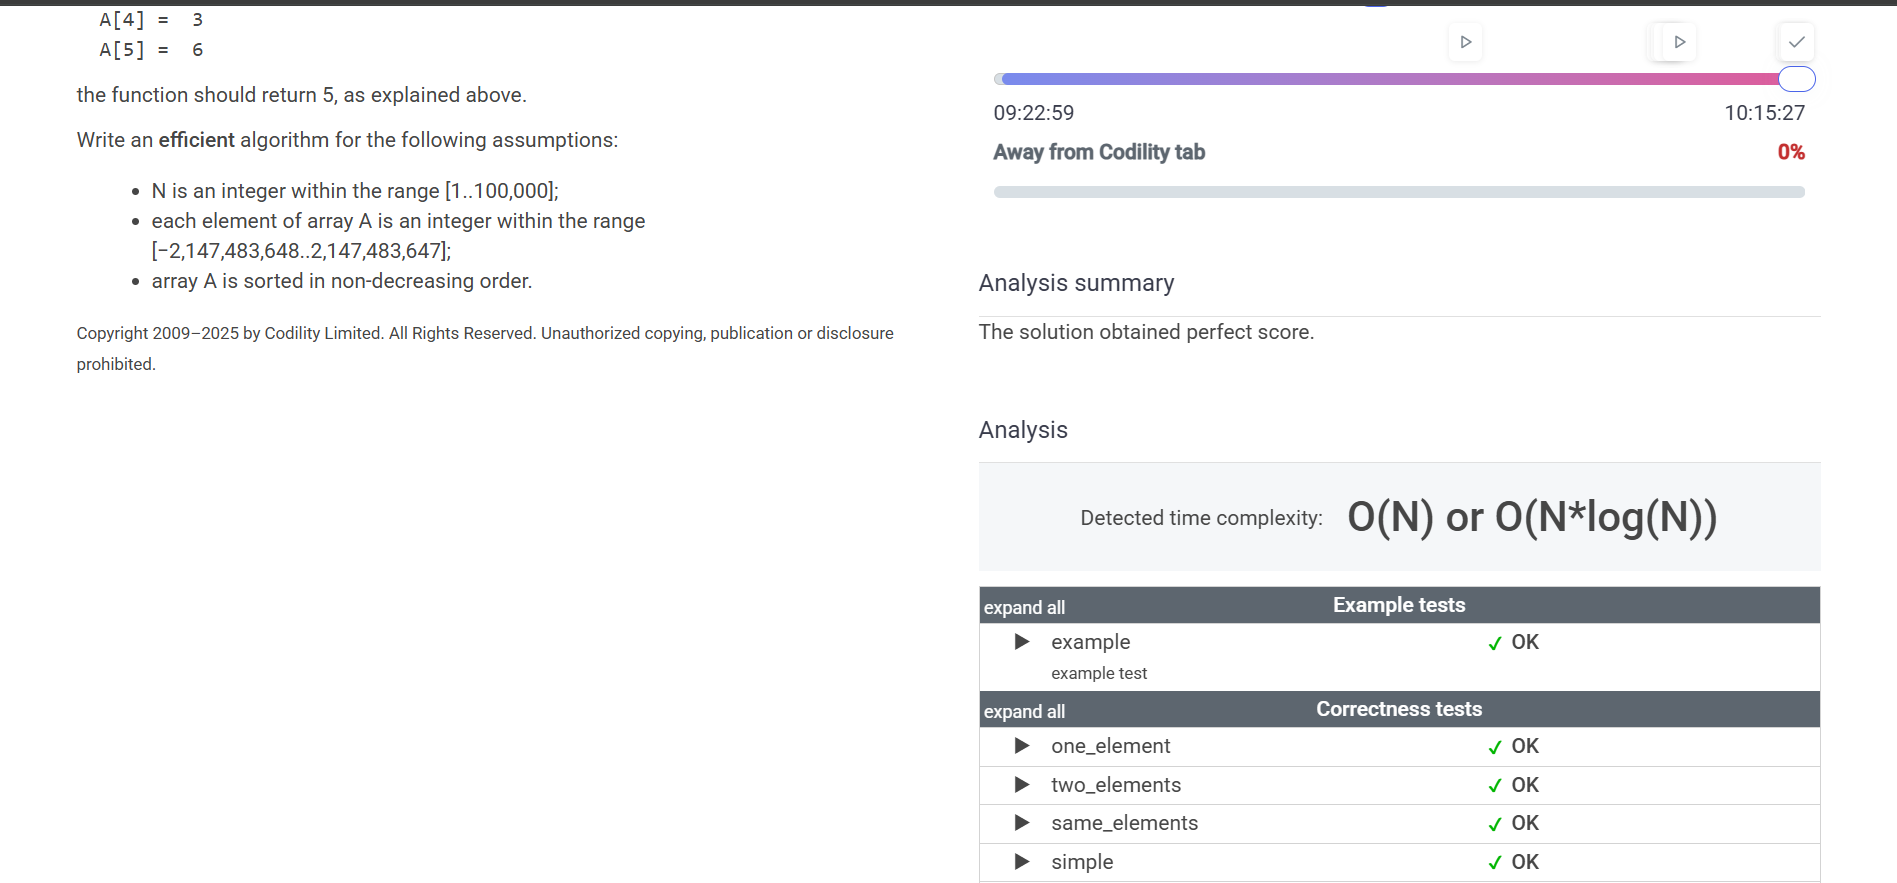 A[4] = 3
A[5] = 6
the function should return 5, as explained above.
Write an efficient algorithm for the following assumptions:
• N is an integer within the range [1..100,000];
• each element of array A is an integer within the range
[−2,147,483,648..2,147,483,647];
• array A is sorted in non-decreasing order.
Copyright 2009–2025 by Codility Limited. All Rights Reserved. Unauthorized copying, publication or disclosure
prohibited.
09:22:59 10:15:27
Away from Codility tab 0%
Analysis summary
The solution obtained perfect score.
Analysis
Detected time complexity: O(N) or O(N*log(N))
expand all Example tests
example OK
example test
expand all Correctness tests
one_element OK
two_elements OK
same_elements OK
simple OK